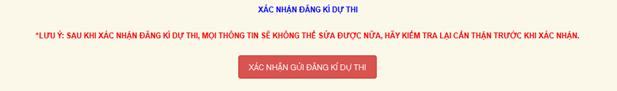 XÁC NHẬN ĐĂNG KÍ DỰ THI
*LƯU Ý: SAU KHI XÁC NHẬN ĐĂNG KÍ DỰ THI, MỌI THÔNG TIN SẼ KHÔNG THỂ SỬA ĐƯỢC NỮA, HÃY KIỂM TRA LẠI CẨN THẬN TRƯỚC KHI XÁC NHẬN.
XÁC NHẬN GỬI ĐĂNG KÍ DỰ THI